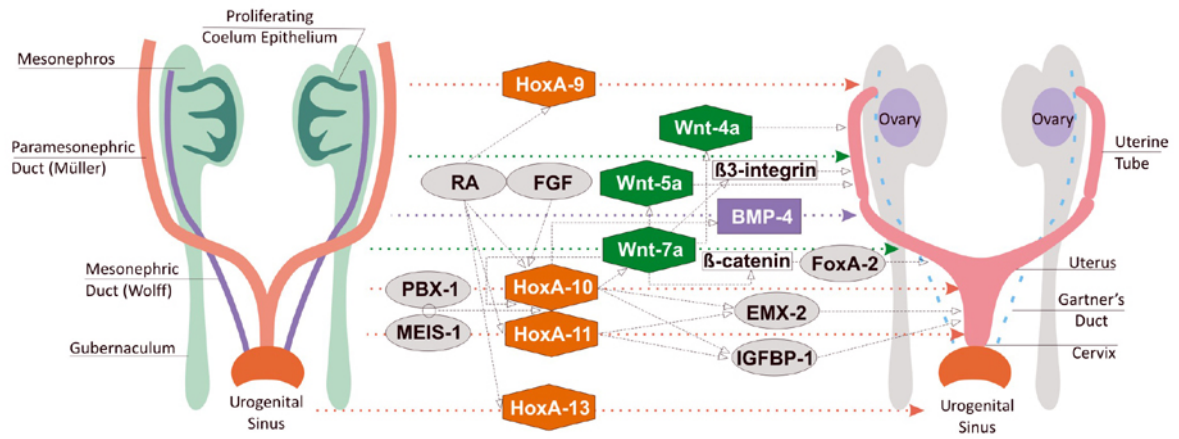 Proliferating
Coelum Epithelium
Mesonephros
Paramesonephric
Duct (Müller)
Mesonephric
Duct (Wolff)
Gubernaculum
Urogenital
Sinus
HoxA-9
Wnt-4a
RA
FGF
Wnt-5a
ß3-integrin
BMP-4
Wnt-7a
ß-catenin
FoxA-2
PBX-1
HoxA-10
MEIS-1
HoxA-11
EMX-2
IGFBP-1
HoxA-13
Ovary
Ovary
Uterine
Tube
Uterus
Gartner's
Duct
Cervix
Urogenital
Sinus